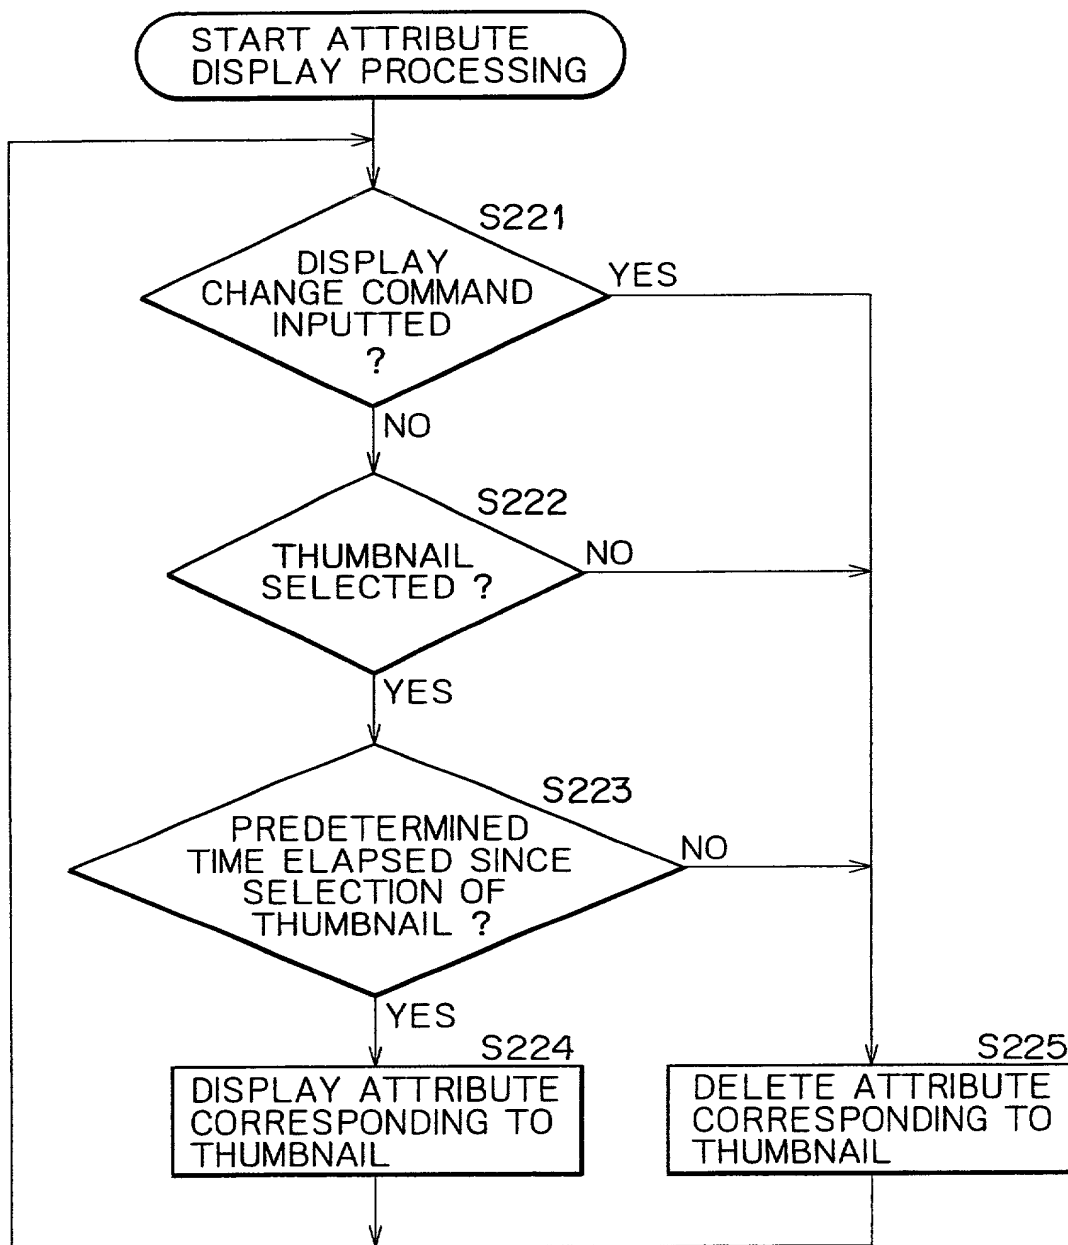 START ATTRIBUTE
DISPLAY PROCESSING
S221
DISPLAY
CHANGE COMMAND
INPUTTED
?
YES
NO
S222
THUMBNAIL
SELECTED ?
NO
YES
S223
PREDETERMINED
TIME ELAPSED SINCE
SELECTION OF
THUMBNAIL ?
NO
YES
S224
DISPLAY ATTRIBUTE
CORRESPONDING TO
THUMBNAIL
S225
DELETE ATTRIBUTE
CORRESPONDING TO
THUMBNAIL